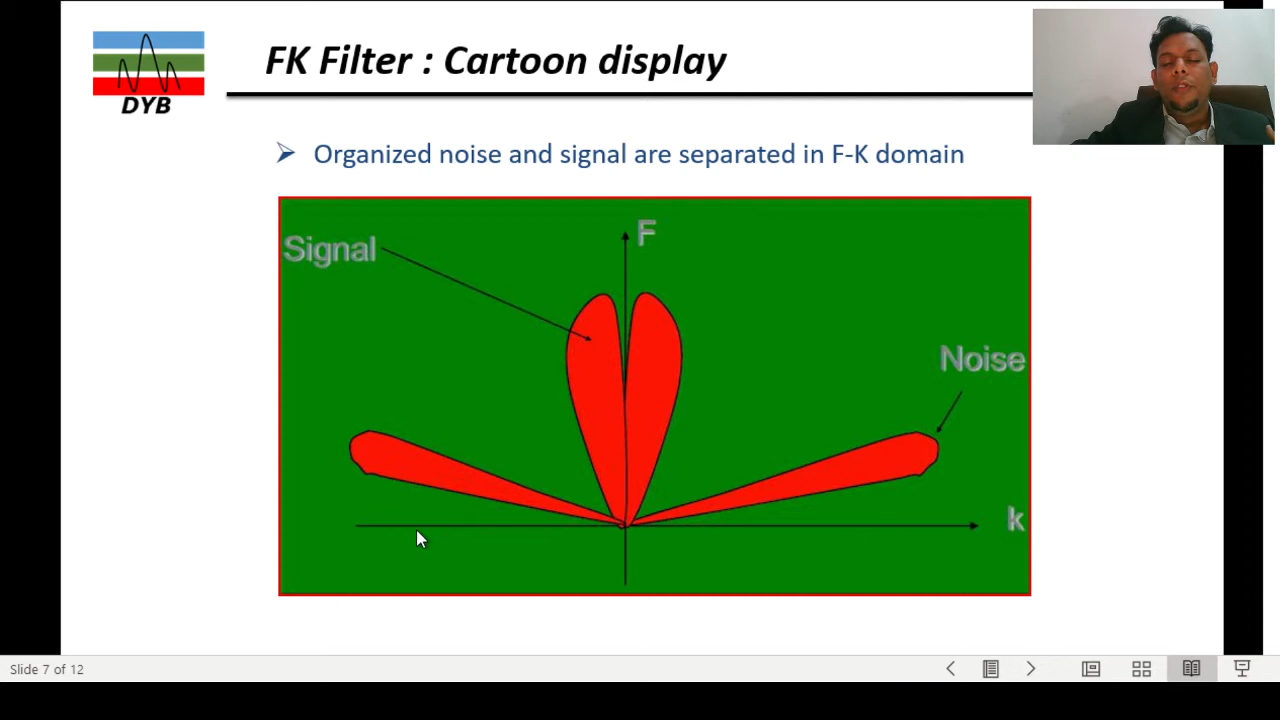 DYB
FK Filter : Cartoon display
Organized noise and signal are separated in F-K domain
F
Signal
Noise
k
Slide 7 of 12